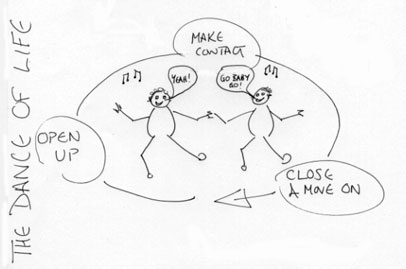 THE DANCE OF LIFE
MAKE
CONTACT
YEAH!
GO BABY
GO!
OPEN
UP
CLOSE
& MOVE ON